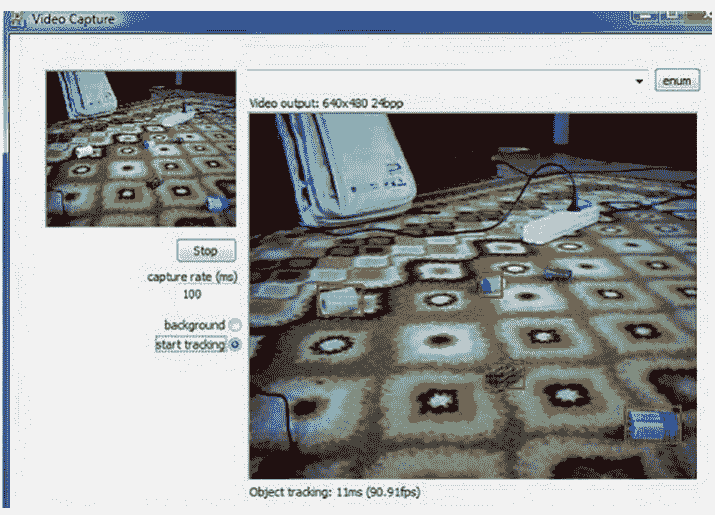 Video Capture
enum
Video output: 640x480 24bpp
Stop
capture rate (ms)
100
background
start tracking
Object tracking: 11ms (90.91fps)